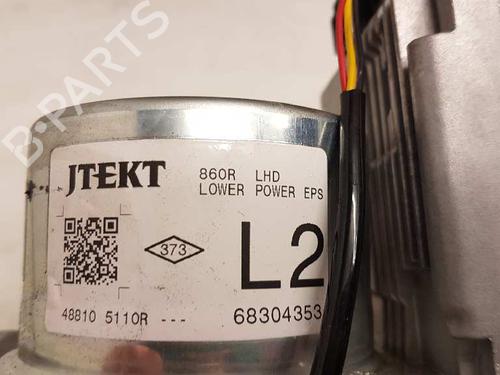 B-PARTS
JTEKT
860R LHD
LOWER POWER EPS
373
L2
48810 5110R ---
68304353